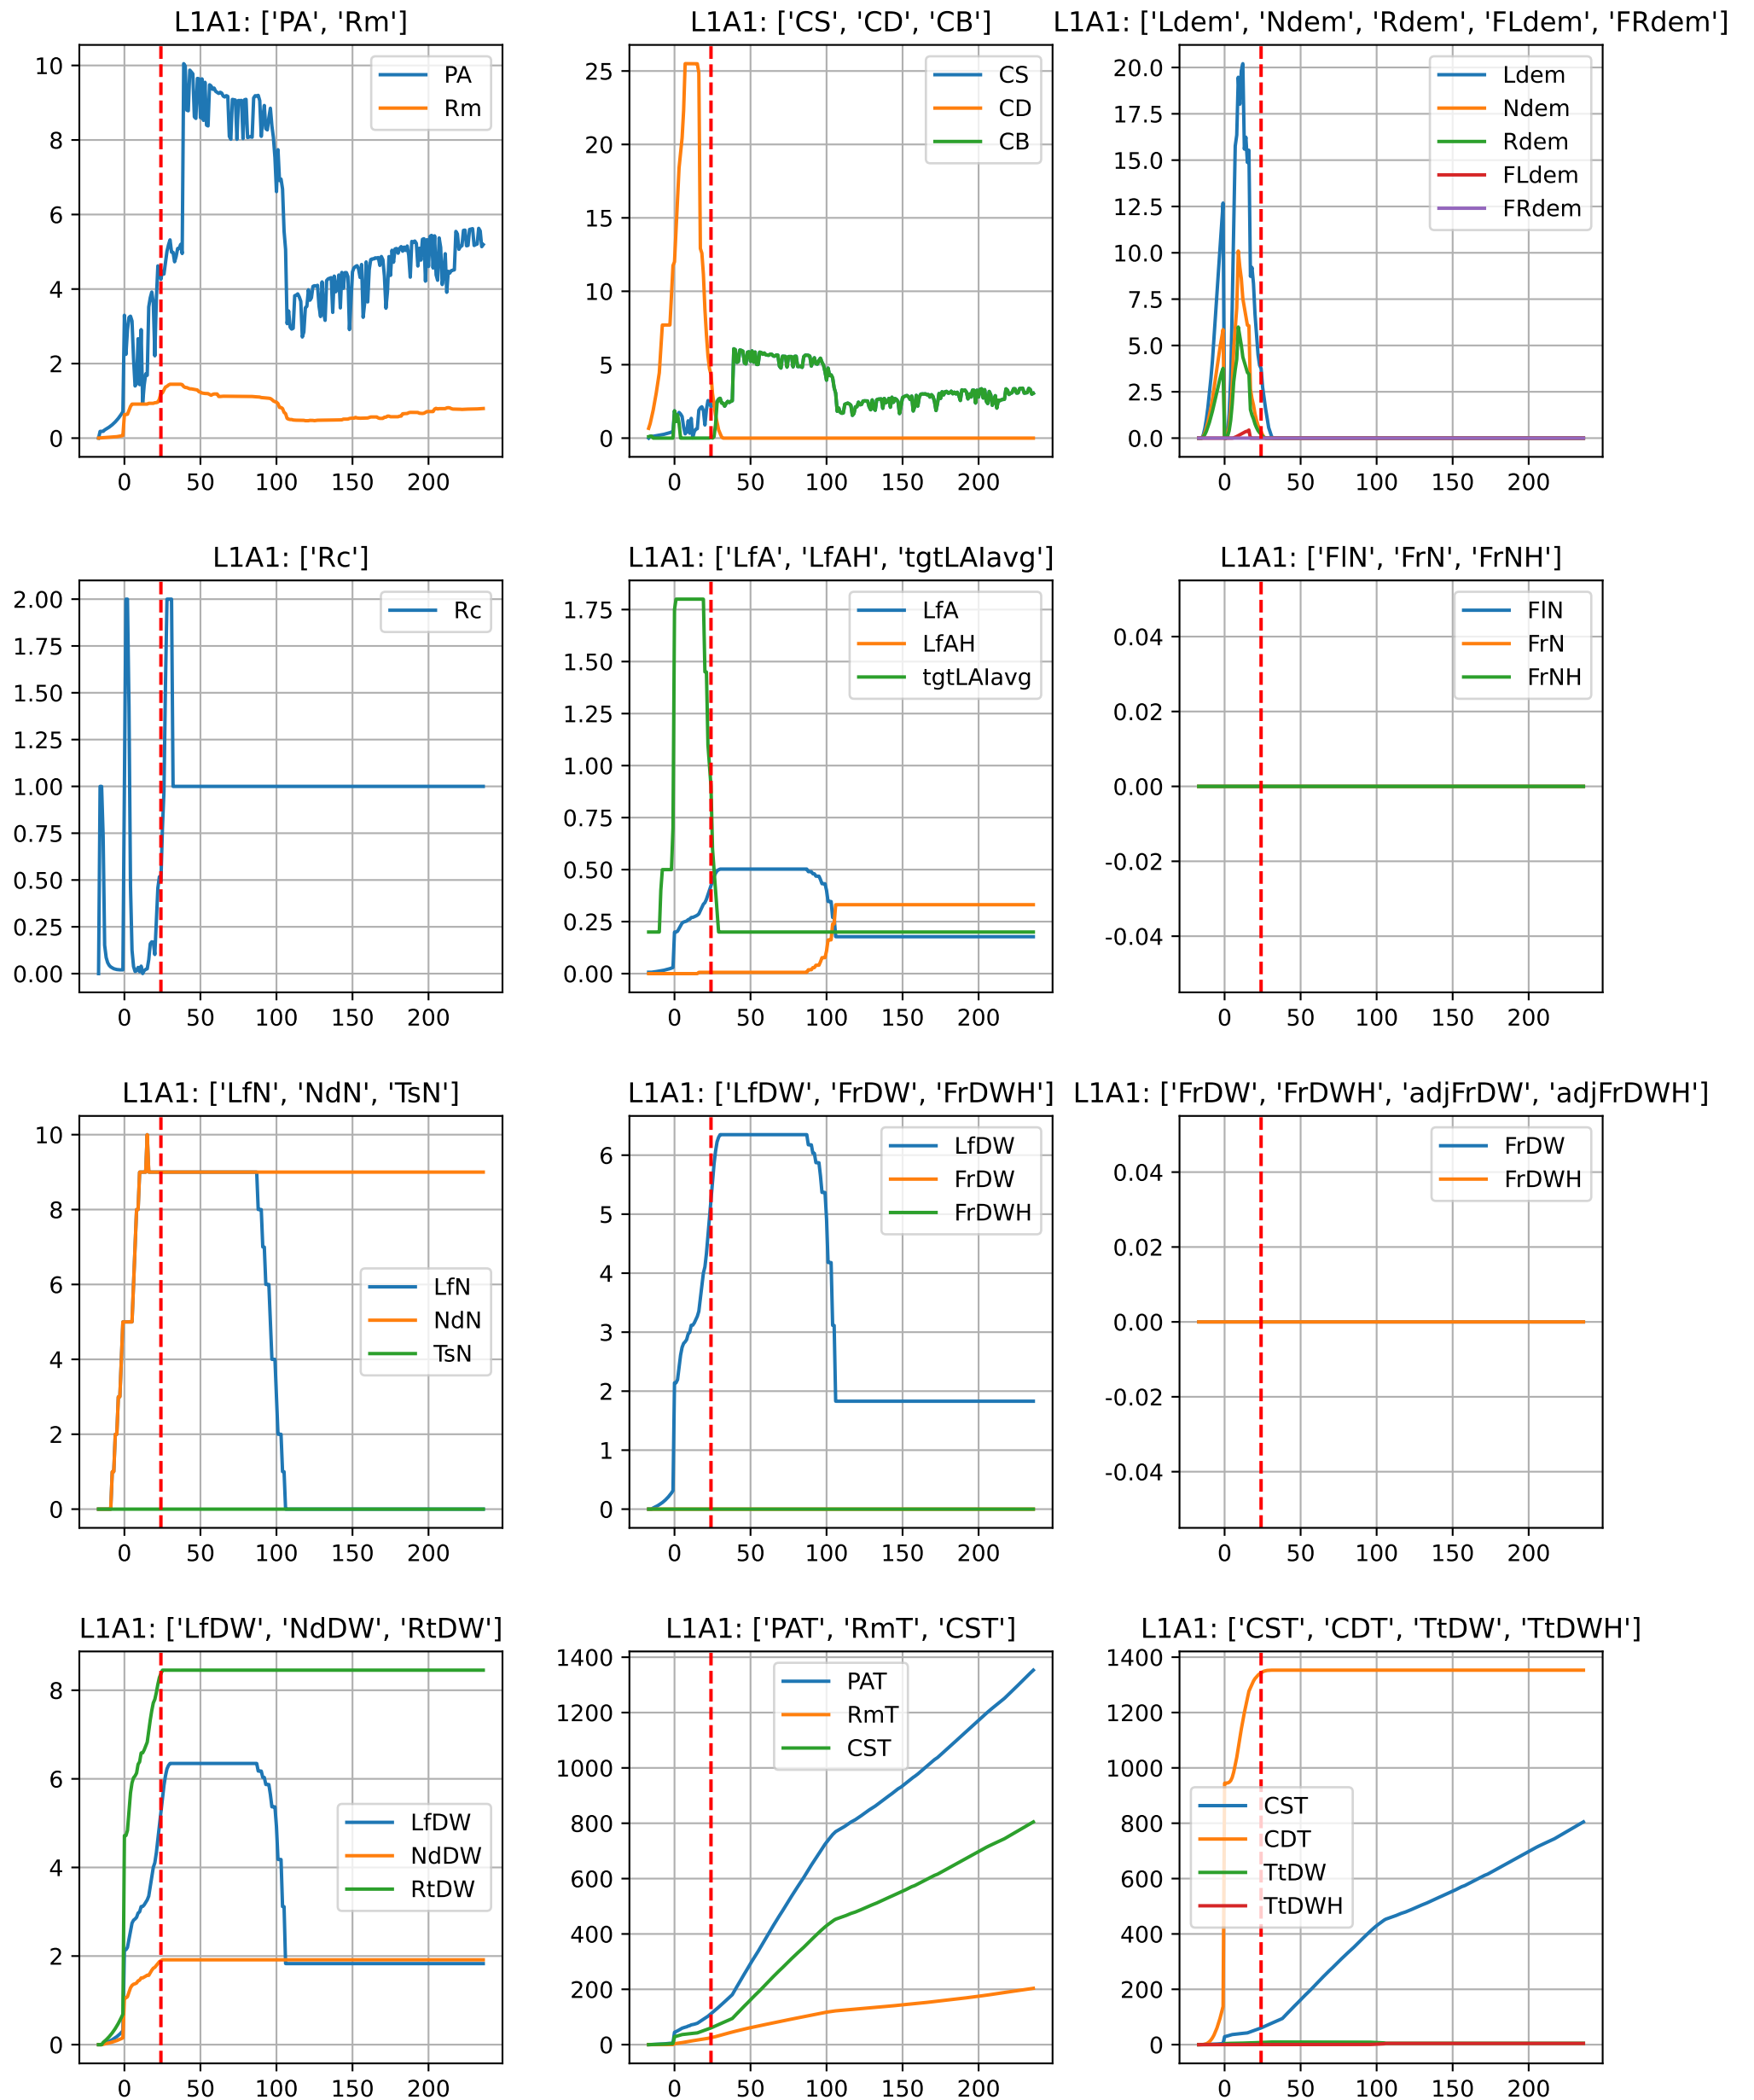 L1A1: ['PA', 'Rm']
10
8
6
4
2
0
0 50 100 150 200
PA
Rm
L1A1: ['CS', 'CD', 'CB']
25
20
15
10
5
0
0 50 100 150 200
CS
CD
CB
L1A1: ['Ldem', 'Ndem', 'Rdem', 'FLdem', 'FRdem']
20.0
17.5
15.0
12.5
10.0
7.5
5.0
2.5
0.0
0 50 100 150 200
Ldem
Ndem
Rdem
FLdem
FRdem
L1A1: ['Rc']
2.00
1.75
1.50
1.25
1.00
0.75
0.50
0.25
0.00
0 50 100 150 200
Rc
L1A1: ['LfA', 'LfAH', 'tgtLAIavg']
1.75
1.50
1.25
1.00
0.75
0.50
0.25
0.00
0 50 100 150 200
LfA
LfAH
tgtLAIavg
L1A1: ['FlN', 'FrN', 'FrNH']
0.04
0.02
0.00
-0.02
-0.04
0 50 100 150 200
FlN
FrN
FrNH
L1A1: ['LfN', 'NdN', 'TsN']
10
8
6
4
2
0
0 50 100 150 200
LfN
NdN
TsN
L1A1: ['LfDW', 'FrDW', 'FrDWH']
6
5
4
3
2
1
0
0 50 100 150 200
LfDW
FrDW
FrDWH
L1A1: ['FrDW', 'FrDWH', 'adjFrDW', 'adjFrDWH']
0.04
0.02
0.00
-0.02
-0.04
0 50 100 150 200
FrDW
FrDWH
L1A1: ['LfDW', 'NdDW', 'RtDW']
8
6
4
2
0
0 50 100 150 200
LfDW
NdDW
RtDW
L1A1: ['PAT', 'RmT', 'CST']
1400
1200
1000
800
600
400
200
0
0 50 100 150 200
PAT
RmT
CST
L1A1: ['CST', 'CDT', 'TtDW', 'TtDWH']
1400
1200
1000
800
600
400
200
0
0 50 100 150 200
CST
CDT
TtDW
TtDWH